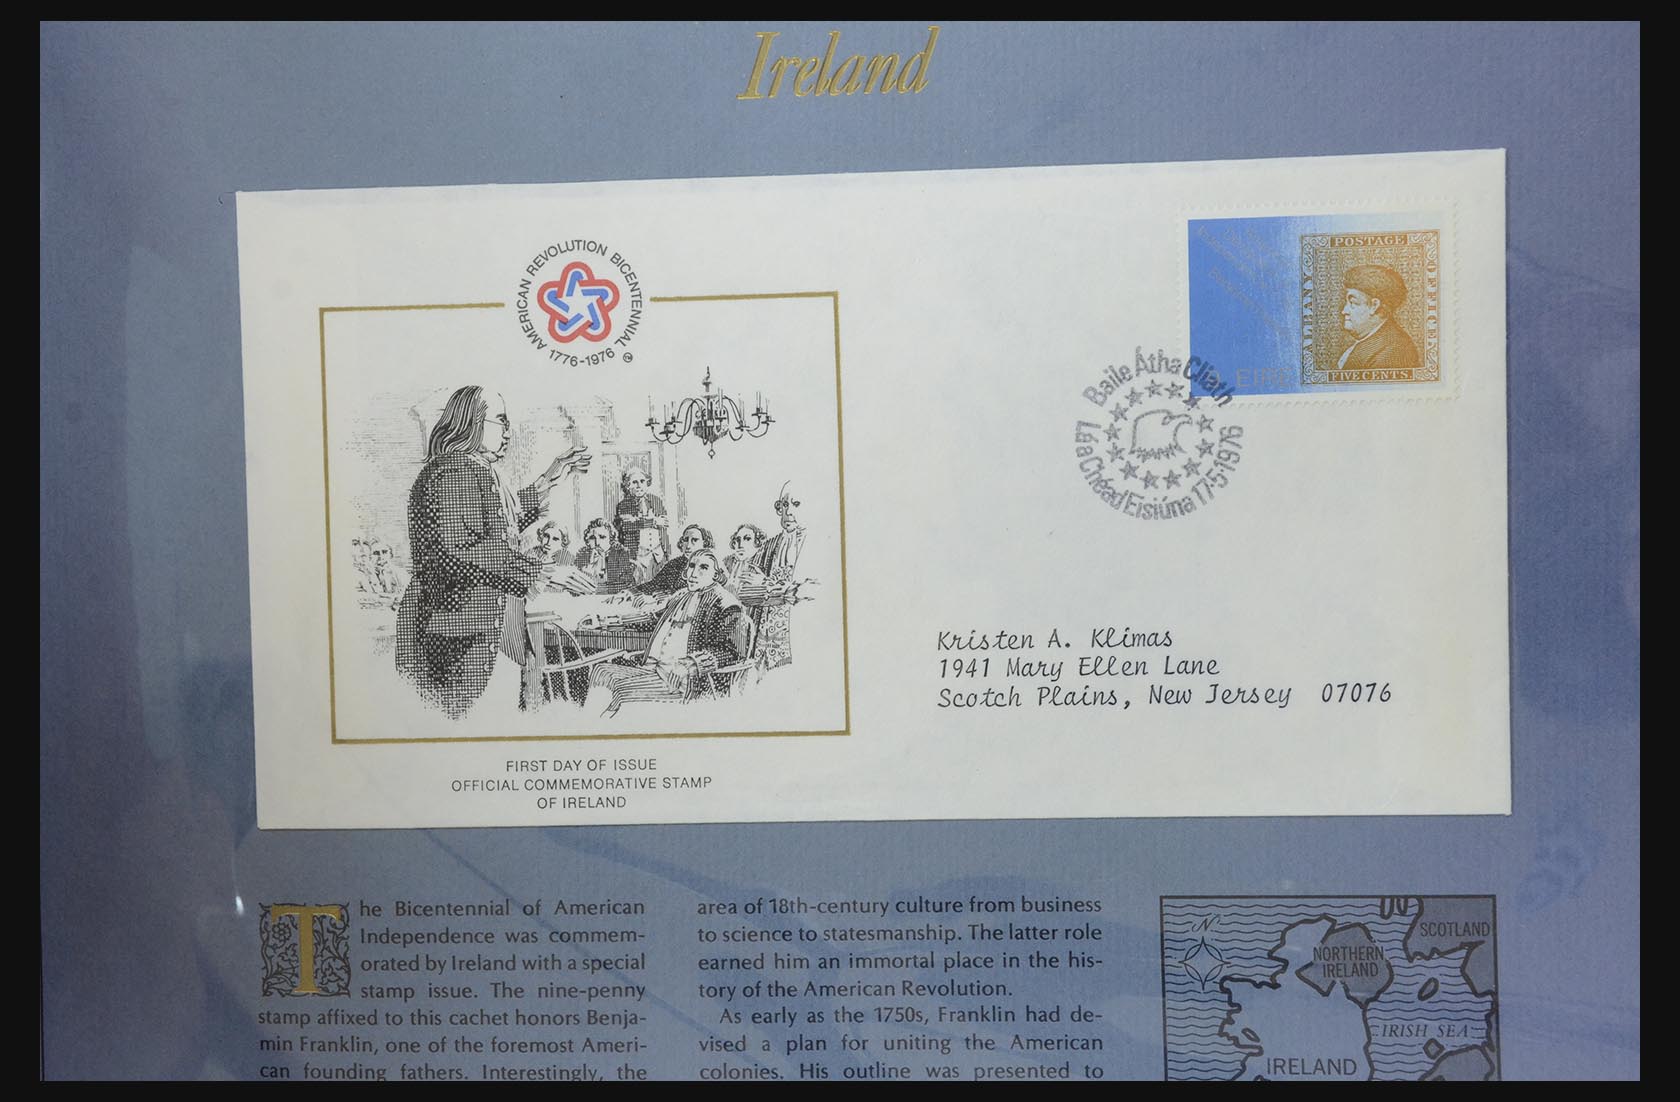 Ireland
AMERICAN REVOLUTION BICENTENNIAL
1776-1976
POSTAGE
ALBANY
OFFICE
FIVE CENTS.
EIRE
Baile Átha Cliath
Lá a Chéad Eisiúna 17·5·1976
Kristen A. Klimas
1941 Mary Ellen Lane
Scotch Plains, New Jersey 07076
FIRST DAY OF ISSUE
OFFICIAL COMMEMORATIVE STAMP
OF IRELAND
The Bicentennial of American
Independence was commem-
orated by Ireland with a special
stamp issue. The nine-penny
stamp affixed to this cachet honors Benja-
min Franklin, one of the foremost Ameri-
can founding fathers. Interestingly, the
area of 18th-century culture from business
to science to statesmanship. The latter role
earned him an immortal place in the his-
tory of the American Revolution.
As early as the 1750s, Franklin had de-
vised a plan for uniting the American
colonies. His outline was presented to
N
SCOTLAND
NORTHERN
IRELAND
IRISH SEA
IRELAND